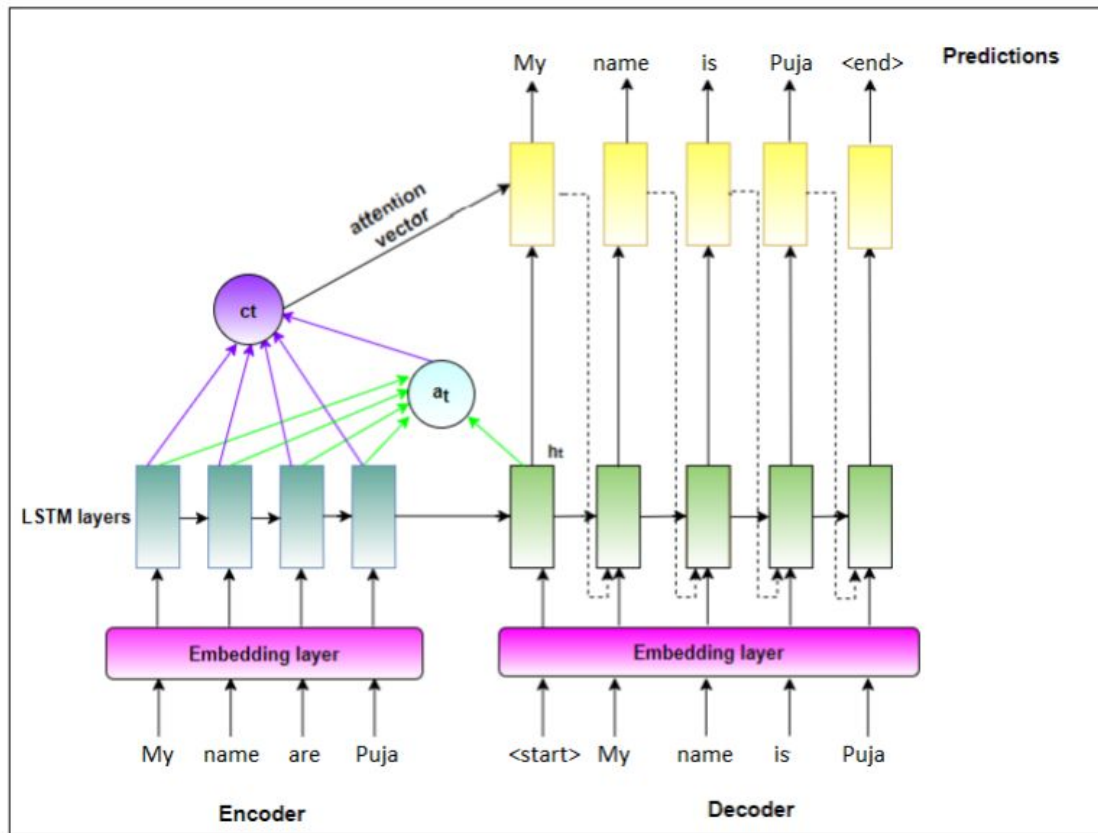 My name is Puja <end> Predictions
attention
vector
ct
at
ht
LSTM layers
Embedding layer Embedding layer
My name are Puja <start> My name is Puja
Encoder Decoder